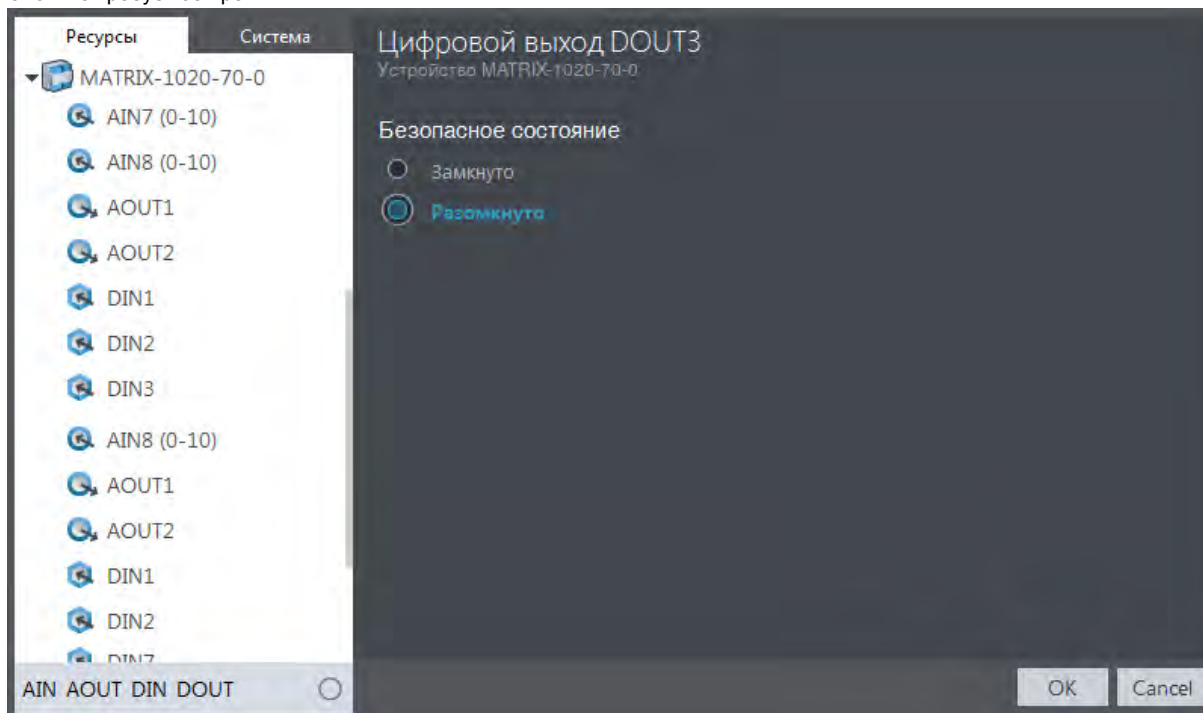 Ресурсы
Система
MATRIX-1020-70-0
AIN7 (0-10)
AIN8 (0-10)
AOUT1
AOUT2
DIN1
DIN2
DIN3
AIN8 (0-10)
AOUT1
AOUT2
DIN1
DIN2
DIN7
AIN AOUT DIN DOUT
Цифровой выход DOUT3
Устройство MATRIX-1020-70-0
Безопасное состояние
Замкнуто
Разомкнуто
OK
Cancel